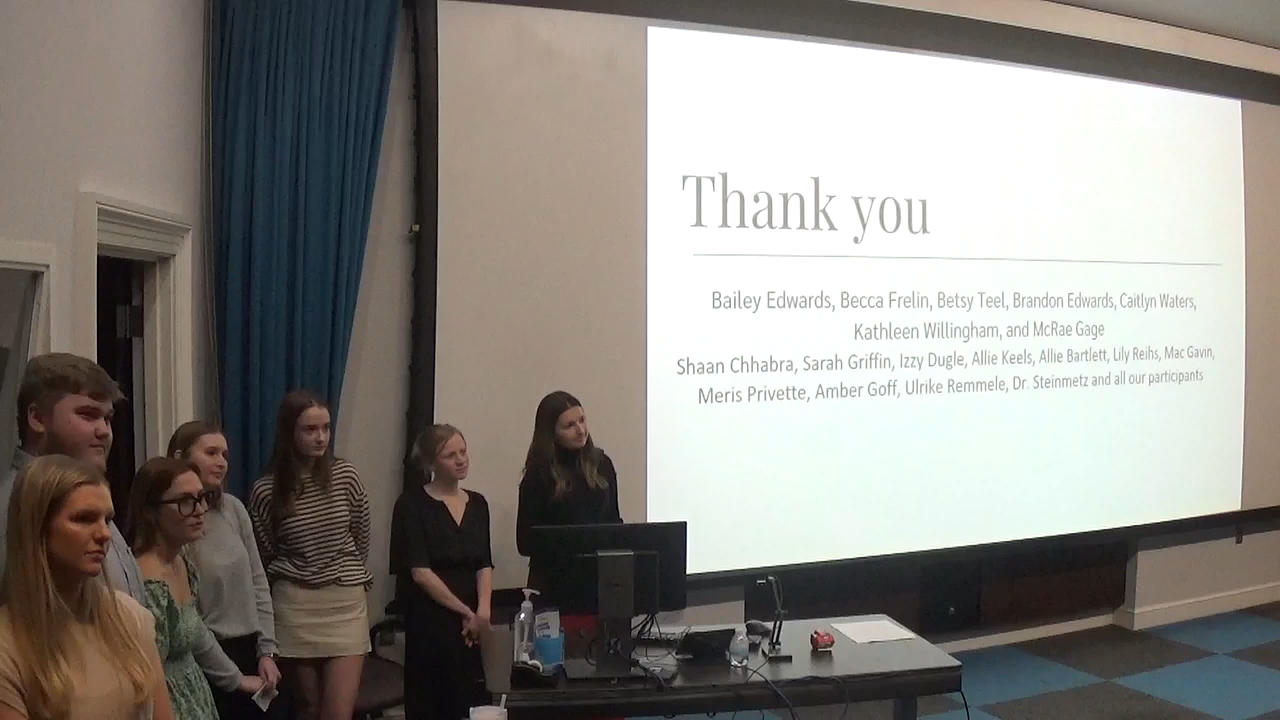 Thank you
Bailey Edwards, Becca Frelin, Betsy Teel, Brandon Edwards, Caitlyn Waters,
Kathleen Willingham, and McRae Gage
Shaan Chhabra, Sarah Griffin, Izzy Dugle, Allie Keels, Allie Bartlett, Lily Reihs, Mac Gavin,
Meris Privette, Amber Goff, Ulrike Remmele, Dr. Steinmetz and all our participants